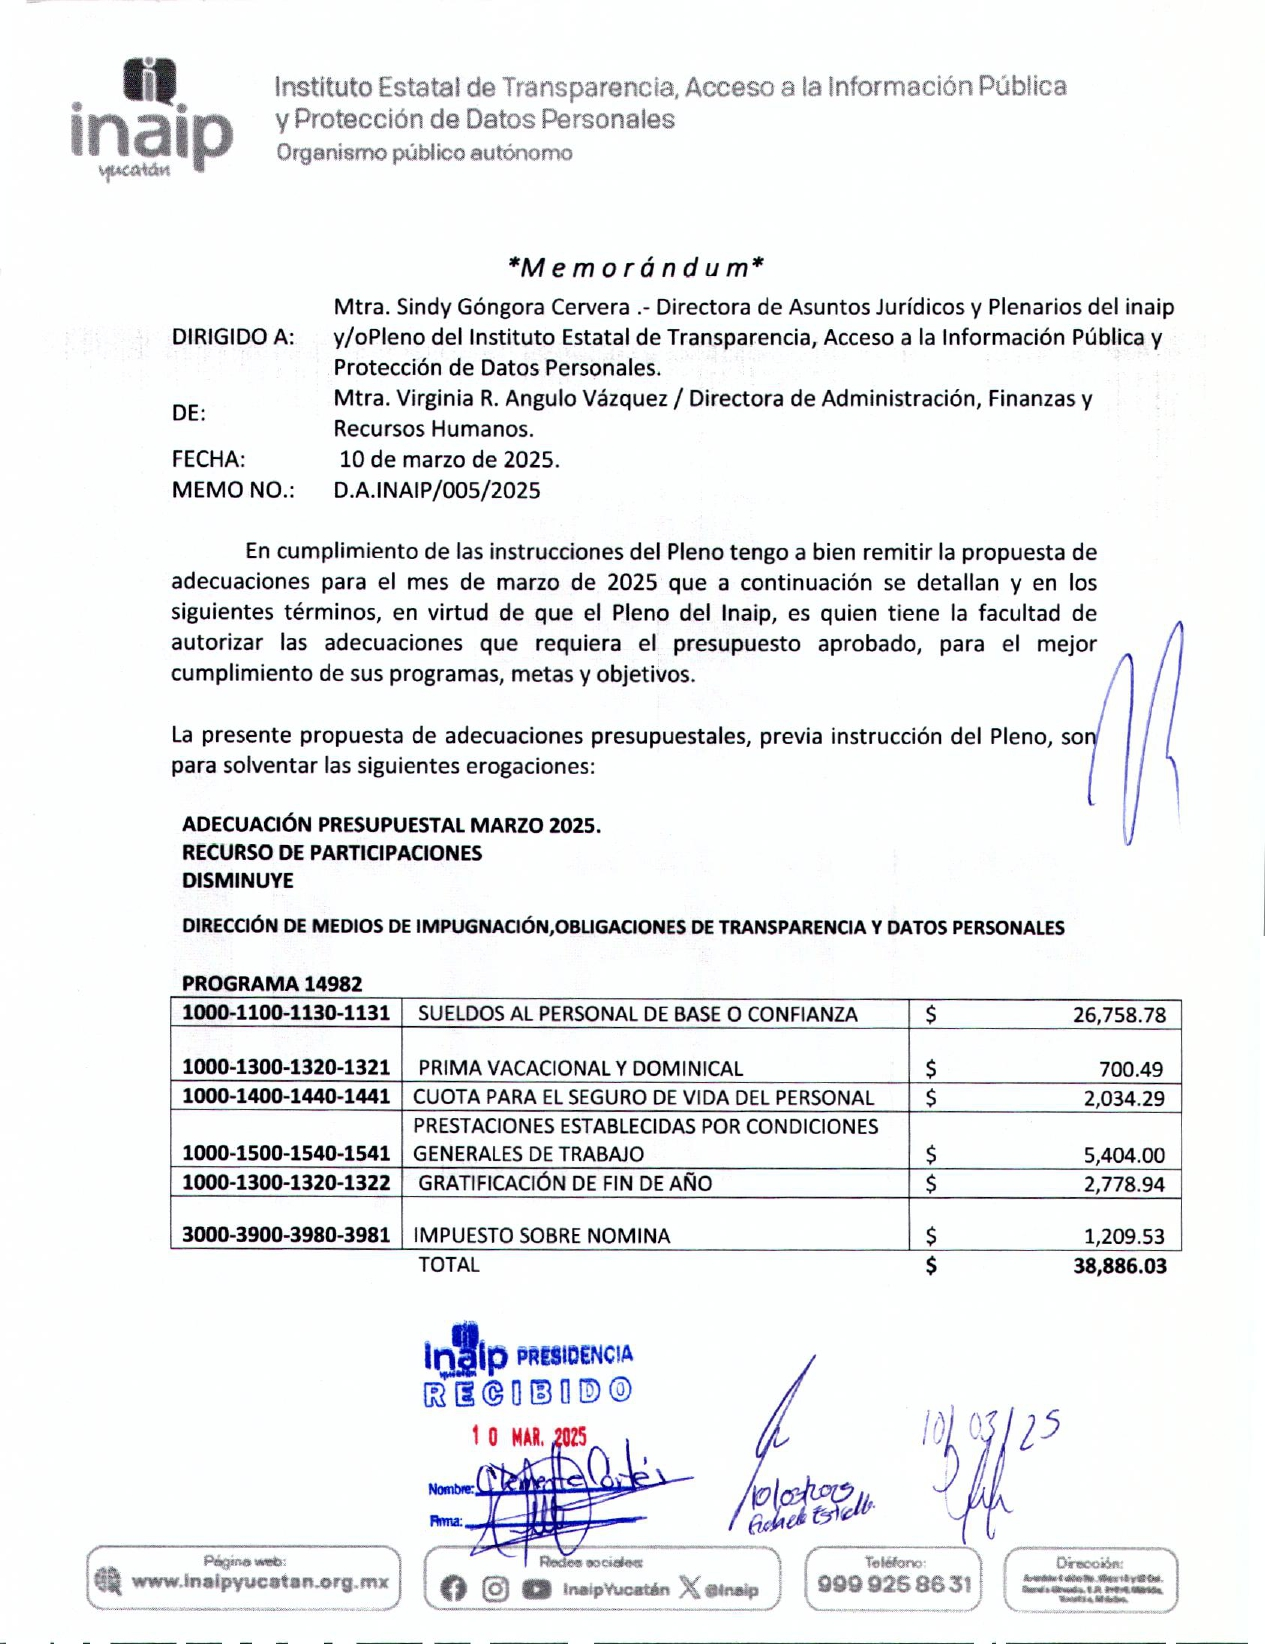 inaip
yucatán
Instituto Estatal de Transparencia, Acceso a la Información Pública
y Protección de Datos Personales
Organismo público autónomo
*Memorándum*
DIRIGIDO A: Mtra. Sindy Góngora Cervera .- Directora de Asuntos Jurídicos y Plenarios del inaip
y/oPleno del Instituto Estatal de Transparencia, Acceso a la Información Pública y
Protección de Datos Personales.
DE: Mtra. Virginia R. Angulo Vázquez / Directora de Administración, Finanzas y
Recursos Humanos.
FECHA: 10 de marzo de 2025.
MEMO NO.: D.A.INAIP/005/2025
En cumplimiento de las instrucciones del Pleno tengo a bien remitir la propuesta de
adecuaciones para el mes de marzo de 2025 que a continuación se detallan y en los
siguientes términos, en virtud de que el Pleno del Inaip, es quien tiene la facultad de
autorizar las adecuaciones que requiera el presupuesto aprobado, para el mejor
cumplimiento de sus programas, metas y objetivos.
La presente propuesta de adecuaciones presupuestales, previa instrucción del Pleno, son
para solventar las siguientes erogaciones:
ADECUACIÓN PRESUPUESTAL MARZO 2025.
RECURSO DE PARTICIPACIONES
DISMINUYE
DIRECCIÓN DE MEDIOS DE IMPUGNACIÓN,OBLIGACIONES DE TRANSPARENCIA Y DATOS PERSONALES
PROGRAMA 14982
1000-1100-1130-1131 SUELDOS AL PERSONAL DE BASE O CONFIANZA $ 26,758.78
1000-1300-1320-1321 PRIMA VACACIONAL Y DOMINICAL $ 700.49
1000-1400-1440-1441 CUOTA PARA EL SEGURO DE VIDA DEL PERSONAL $ 2,034.29
PRESTACIONES ESTABLECIDAS POR CONDICIONES
1000-1500-1540-1541 GENERALES DE TRABAJO $ 5,404.00
1000-1300-1320-1322 GRATIFICACIÓN DE FIN DE AÑO $ 2,778.94
3000-3900-3980-3981 IMPUESTO SOBRE NOMINA $ 1,209.53
TOTAL $ 38,886.03
inaip PRESIDENCIA
yucatán
RECIBIDO
10 MAR. 2025
Nombre: Clemente Cortés
Firma:
10/03/2025
10/03/25
Página web:
www.inaipyucatan.org.mx
Redes sociales:
InaipYucatán @inaip
Teléfono:
999 925 86 31
Dirección: